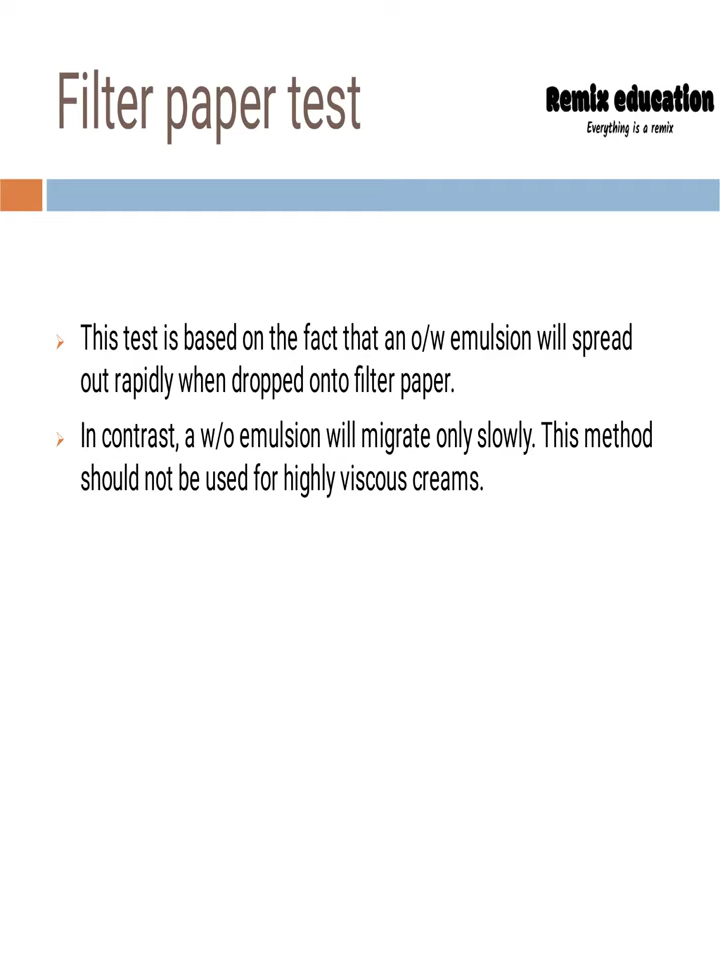 Filter paper test
Remix education
Everything is a remix
This test is based on the fact that an o/w emulsion will spread
out rapidly when dropped onto filter paper.
In contrast, a w/o emulsion will migrate only slowly. This method
should not be used for highly viscous creams.